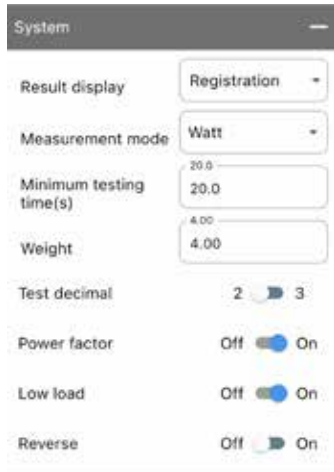 System
Result display Registration
Measurement mode Watt
Minimum testing
time(s)
20.0
20.0
Weight
4.00
4.00
Test decimal 2 3
Power factor Off On
Low load Off On
Reverse Off On